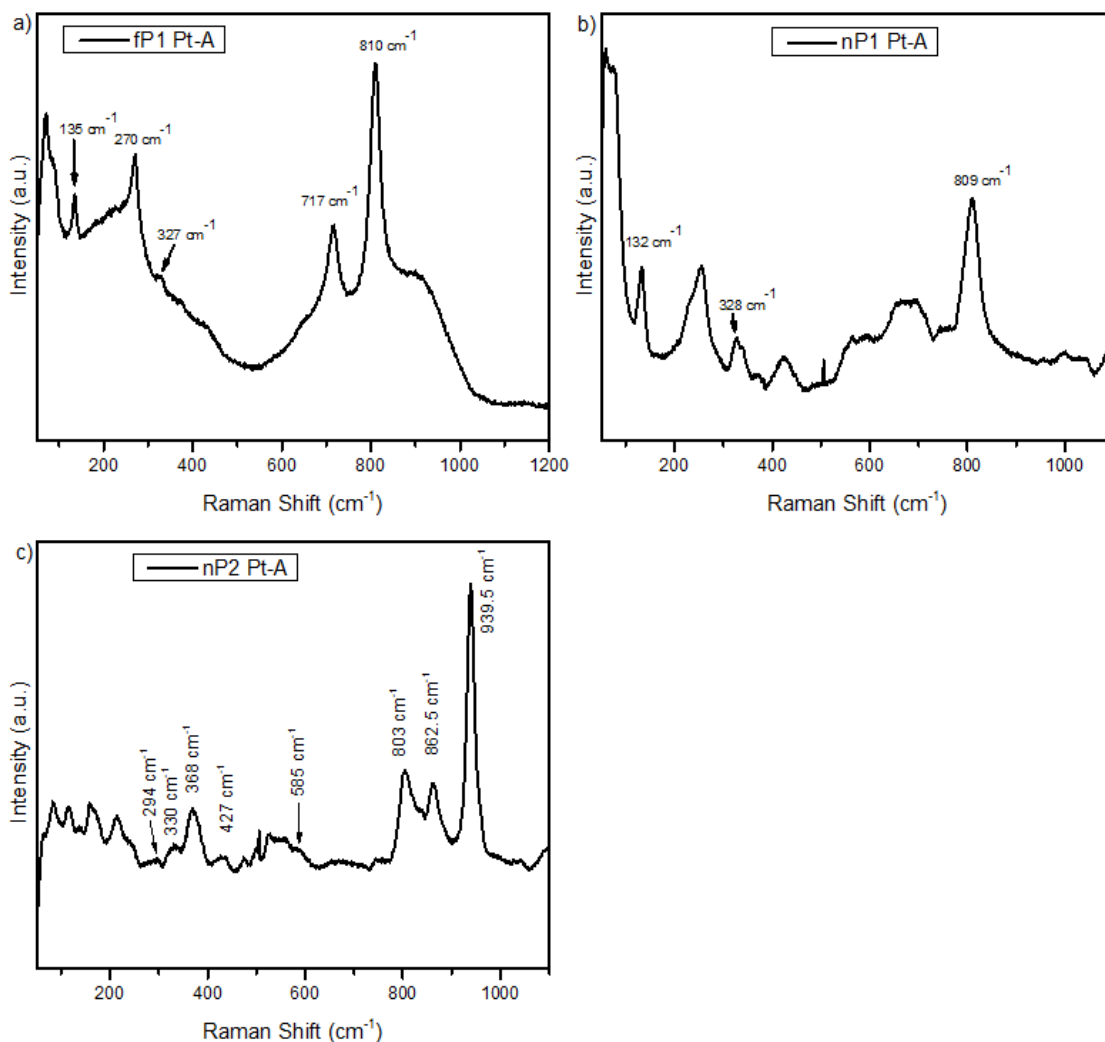 a)
fP1 Pt-A
135 cm⁻¹
270 cm⁻¹
327 cm⁻¹
717 cm⁻¹
810 cm⁻¹
Intensity (a.u.)
200 400 600 800 1000 1200
Raman Shift (cm⁻¹)
b)
nP1 Pt-A
132 cm⁻¹
328 cm⁻¹
809 cm⁻¹
Intensity (a.u.)
200 400 600 800 1000
Raman Shift (cm⁻¹)
c)
nP2 Pt-A
294 cm⁻¹
330 cm⁻¹
368 cm⁻¹
427 cm⁻¹
585 cm⁻¹
803 cm⁻¹
862.5 cm⁻¹
939.5 cm⁻¹
Intensity (a.u.)
200 400 600 800 1000
Raman Shift (cm⁻¹)